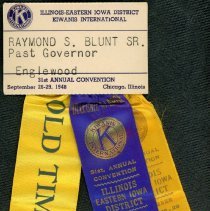 ILLINOIS-EASTERN IOWA DISTRICT
KIWANIS INTERNATIONAL
RAYMOND S. BLUNT SR.
Past Governor
Englewood
31st ANNUAL CONVENTION
September 26-29, 1948 Chicago, Illinois
OLD TIM
31st. ANNUAL
CONVENTION
ILLINOIS
EASTERN IOWA
DISTRICT